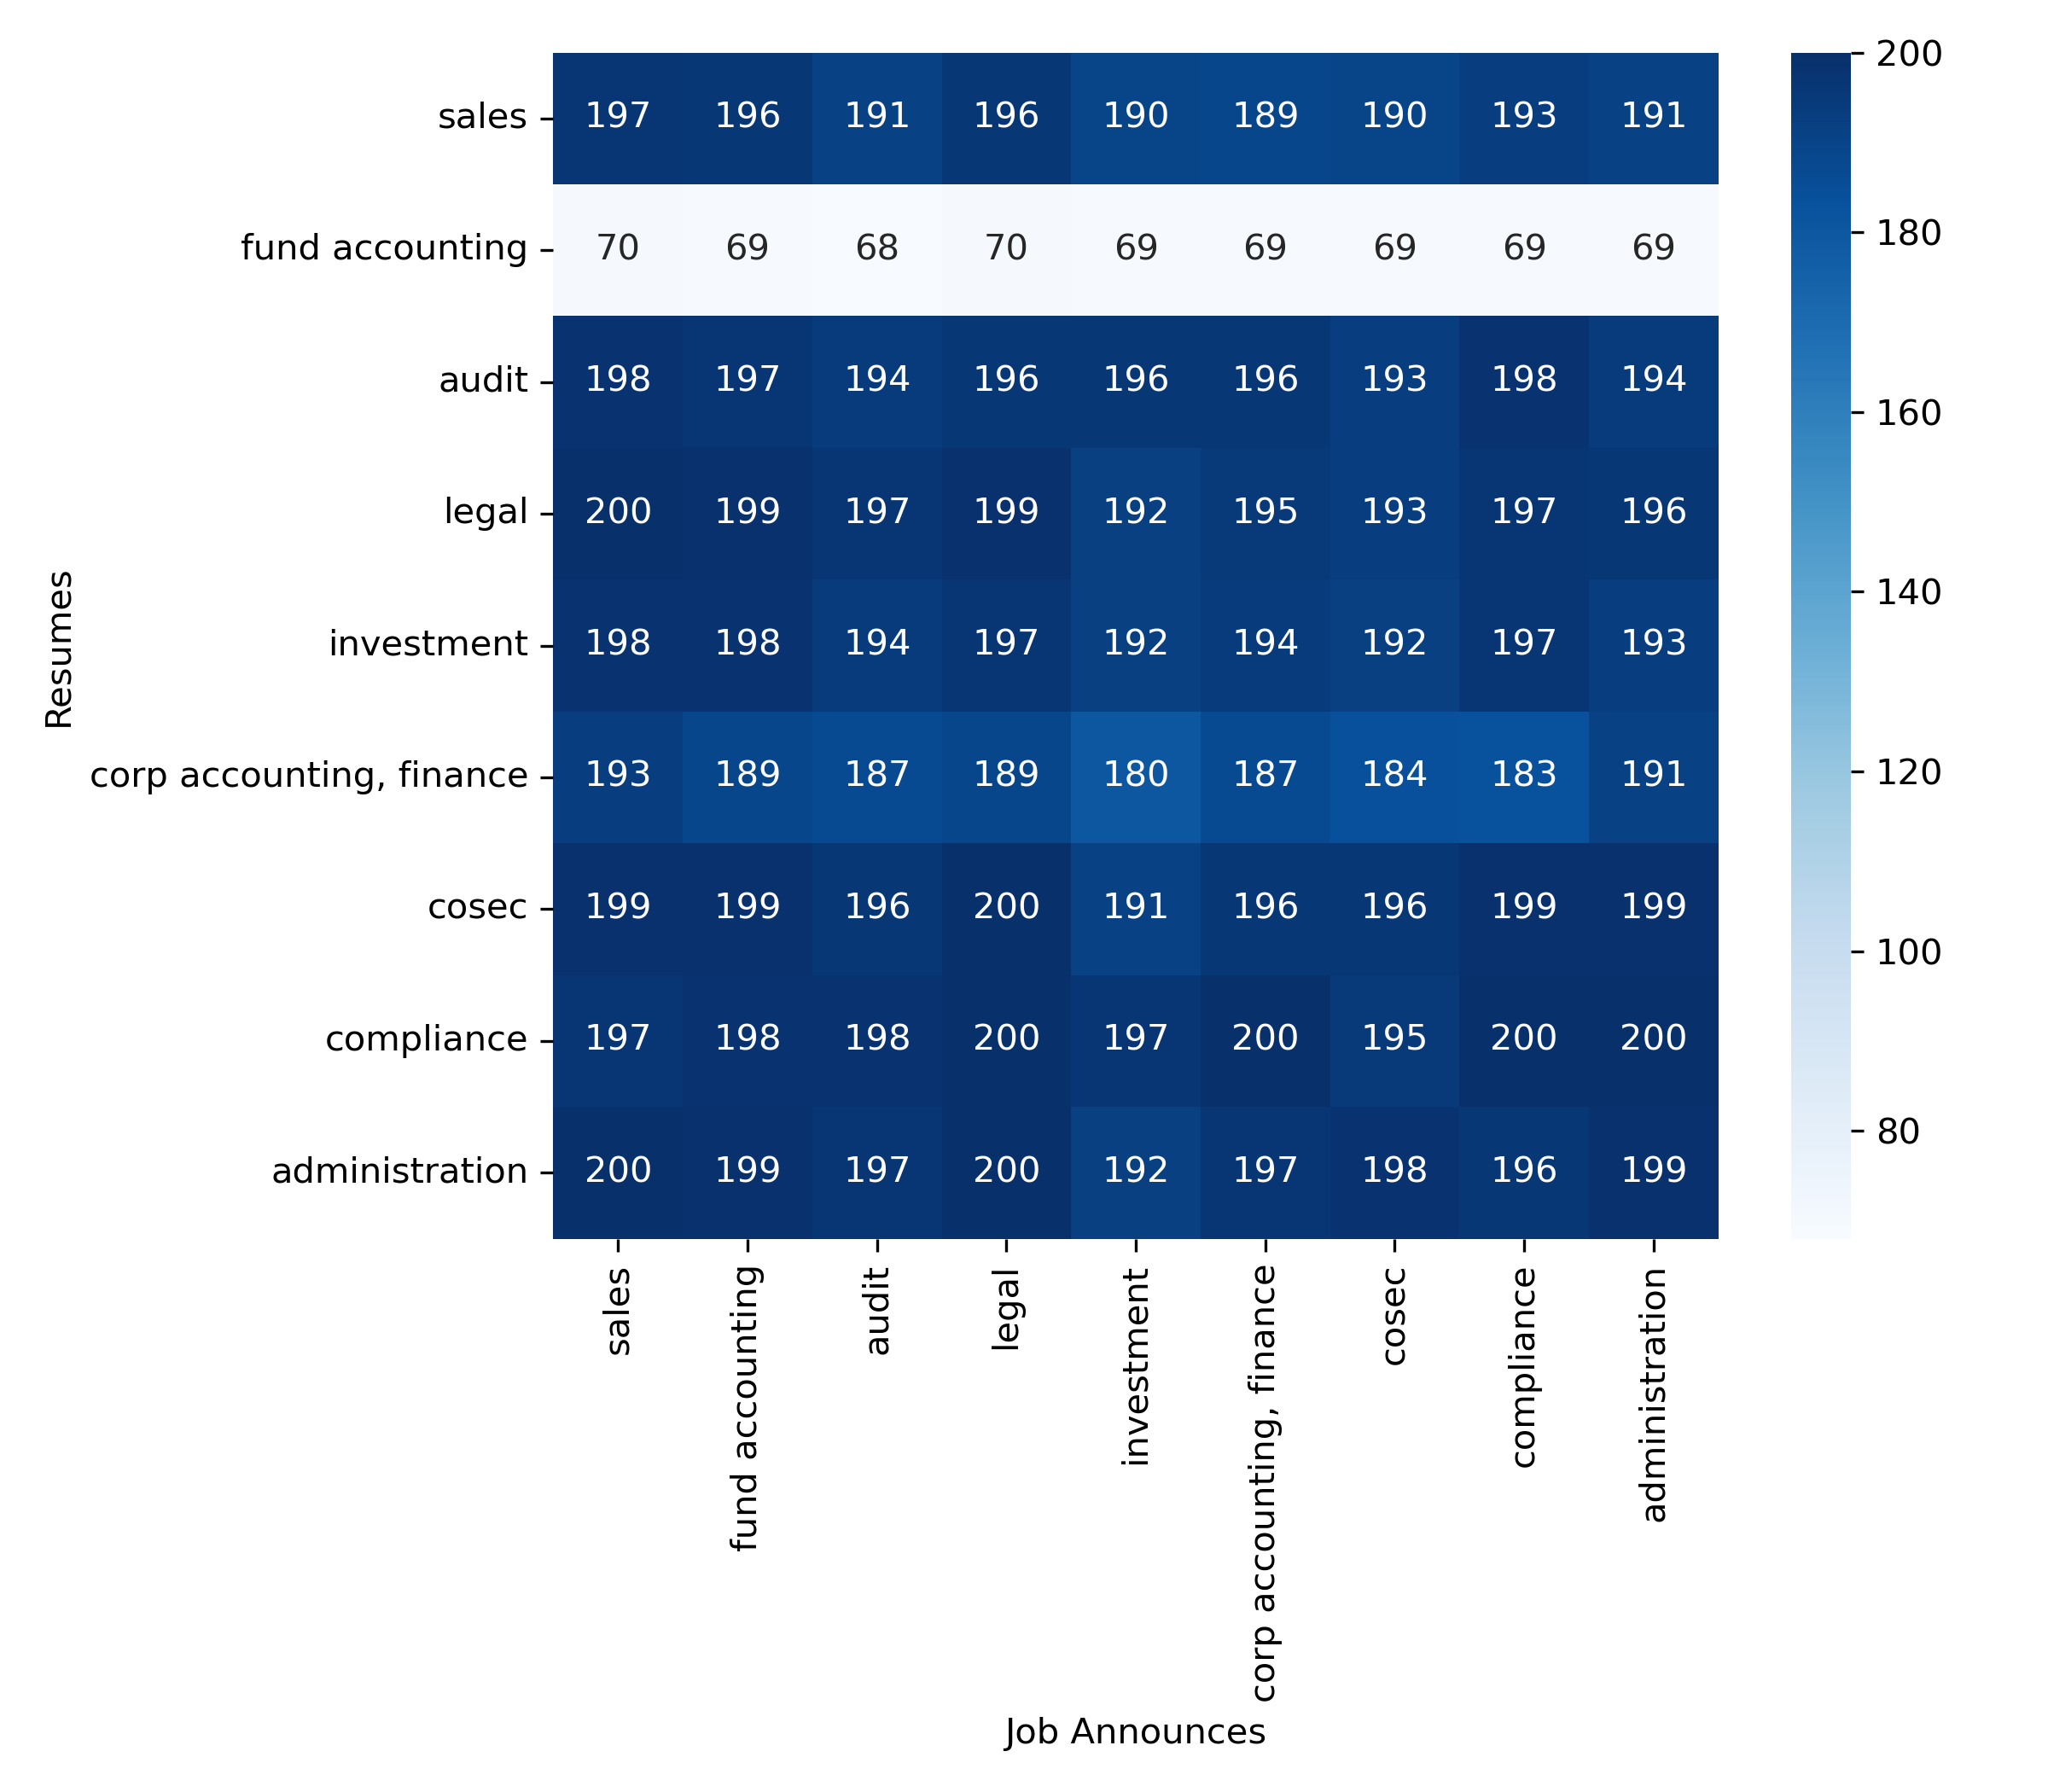 200
sales 197 196 191 196 190 189 190 193 191
180
fund accounting 70 69 68 70 69 69 69 69 69
audit 198 197 194 196 196 196 193 198 194
160
legal 200 199 197 199 192 195 193 197 196
140
Resumes
investment 198 198 194 197 192 194 192 197 193
120
corp accounting, finance 193 189 187 189 180 187 184 183 191
cosec 199 199 196 200 191 196 196 199 199
100
compliance 197 198 198 200 197 200 195 200 200
80
administration 200 199 197 200 192 197 198 196 199
sales
fund accounting
audit
legal
investment
corp accounting, finance
cosec
compliance
administration
Job Announces